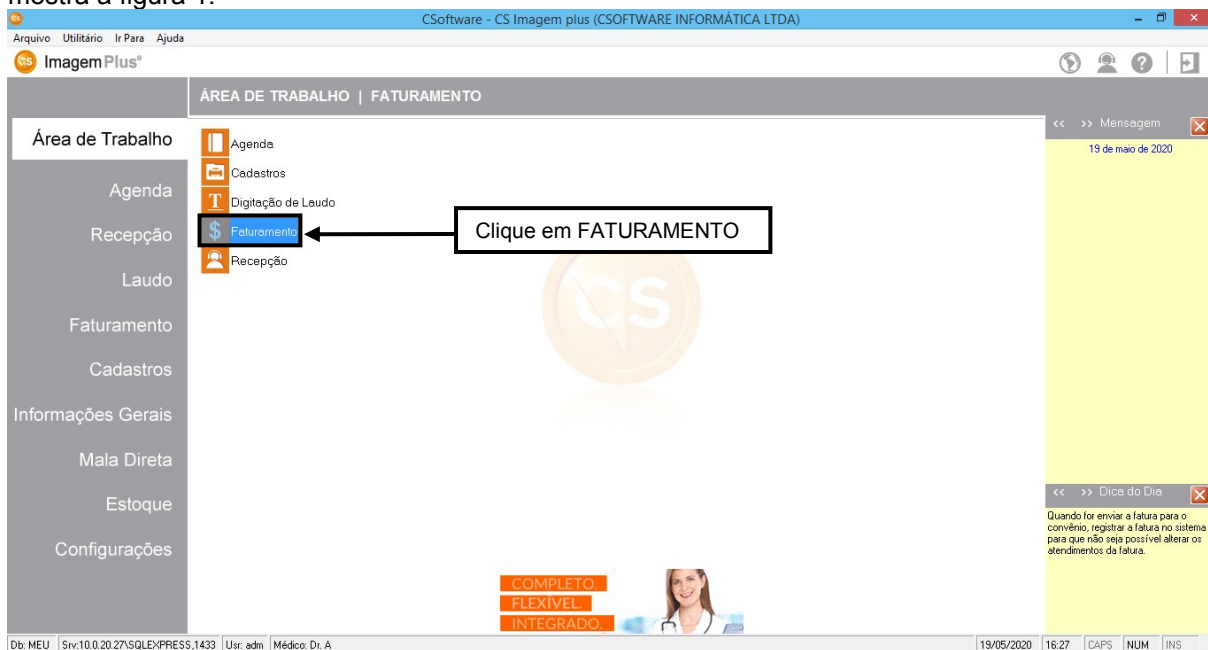 mostra a figura 1.
CSoftware - CS Imagem plus (CSOFTWARE INFORMÁTICA LTDA)
Arquivo Utilitário Ir Para Ajuda
CS ImagemPlus®
ÁREA DE TRABALHO | FATURAMENTO
<< >> Mensagem
19 de maio de 2020
Área de Trabalho
Agenda
Recepção
Laudo
Faturamento
Cadastros
Informações Gerais
Mala Direta
Estoque
Configurações
Agenda
Cadastros
Digitação de Laudo
Faturamento
Recepção
Clique em FATURAMENTO
CS
<< >> Dica do Dia
Quando for enviar a fatura para o
convênio, registrar a fatura no sistema
para que não seja possível alterar os
atendimentos da fatura.
COMPLETO.
FLEXÍVEL.
INTEGRADO.
Db: MEU Srv:10.0.20.27\SQLEXPRESS,1433 Usr: adm Médico: Dr. A 19/05/2020 16:27 CAPS NUM INS